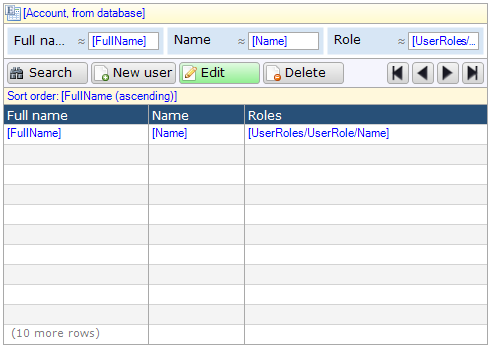 [Account, from database]
Full na... ≈ [FullName] Name ≈ [Name] Role ≈ [UserRoles/...
Search New user Edit Delete
Sort order: [FullName (ascending)]
Full name Name Roles
[FullName] [Name] [UserRoles/UserRole/Name]
(10 more rows)